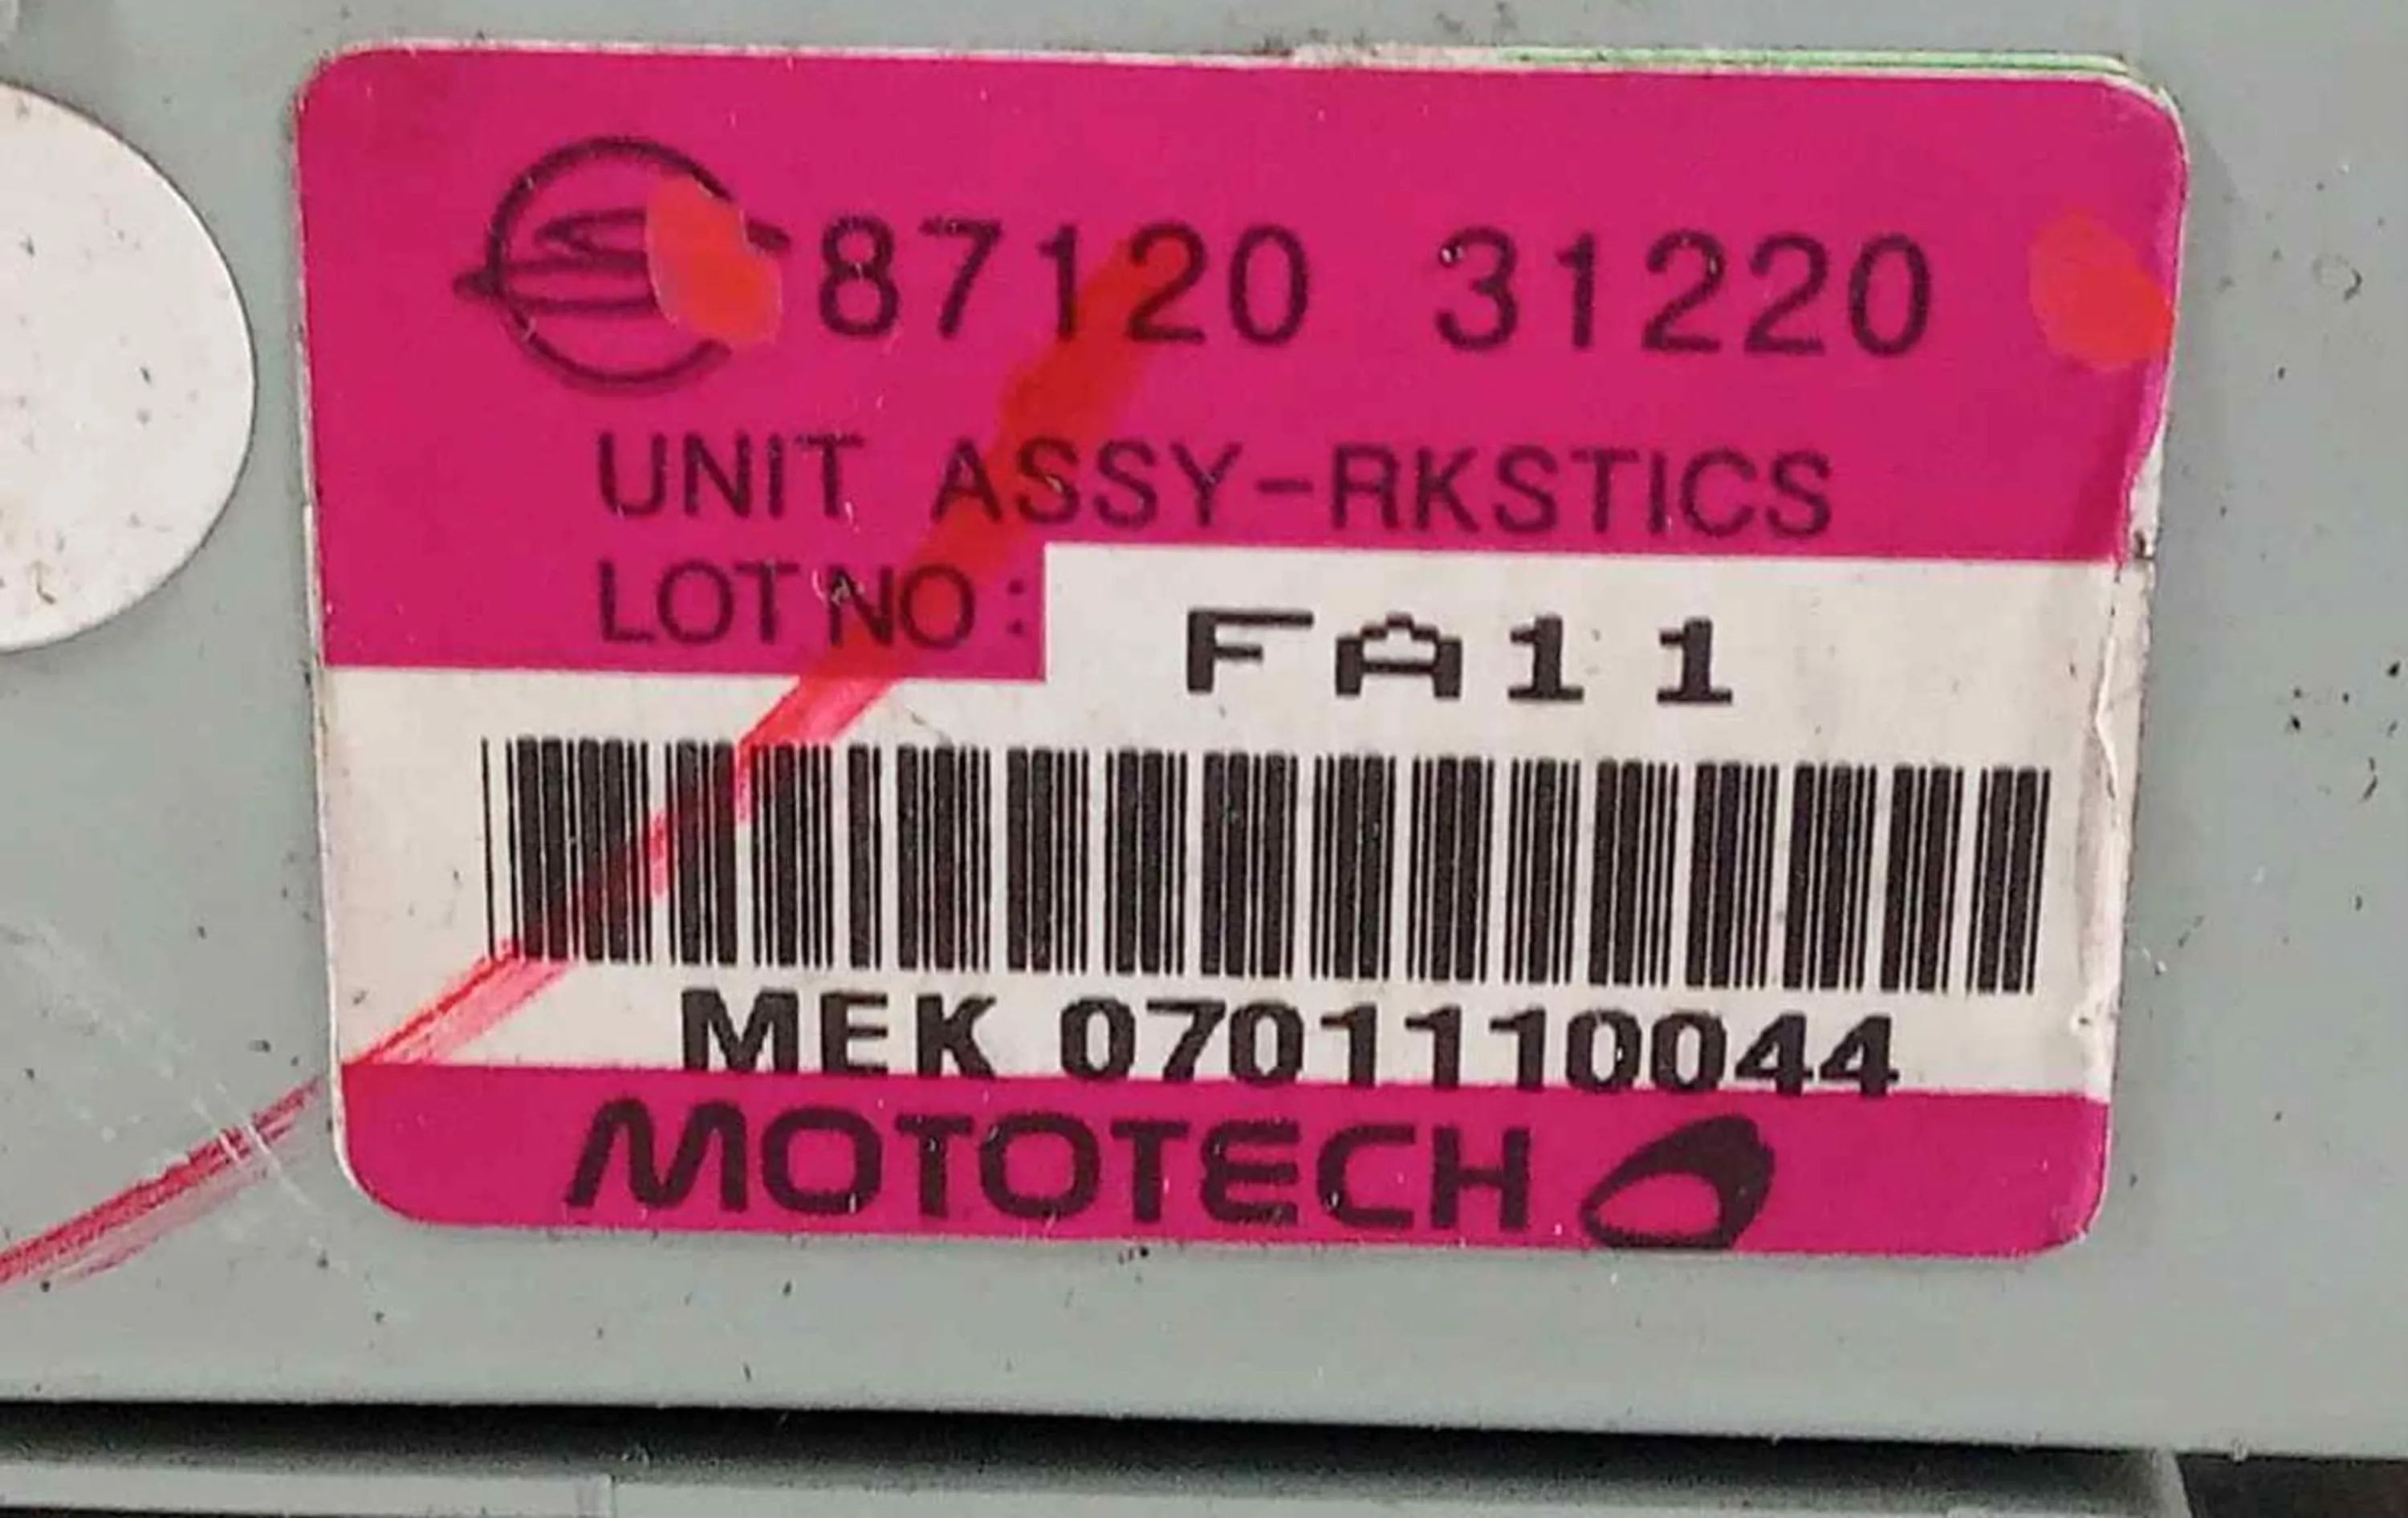 87120 31220
UNIT ASSY-RKSTICS
LOT NO : FA11
MEK 0701110044
MOTOTECH